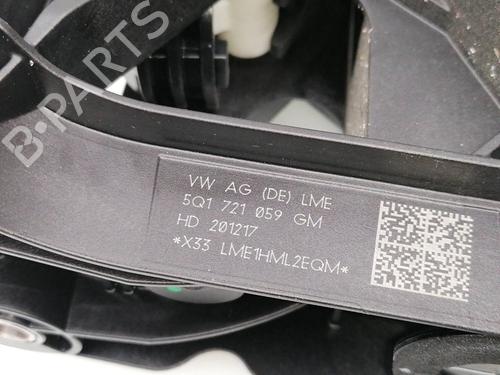 B-PARTS
VW AG (DE) LME
5Q1 721 059 GM
HD 201217
*X33 LME1HML2EQM*